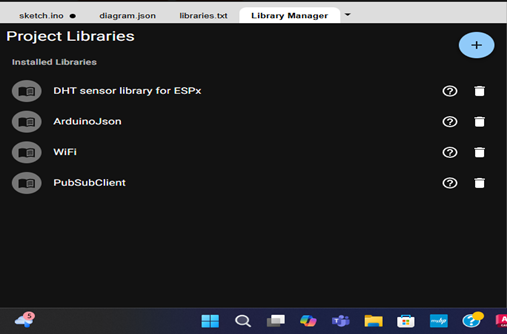 sketch.ino ● diagram.json libraries.txt Library Manager
Project Libraries
Installed Libraries
DHT sensor library for ESPx
ArduinoJson
WiFi
PubSubClient
5